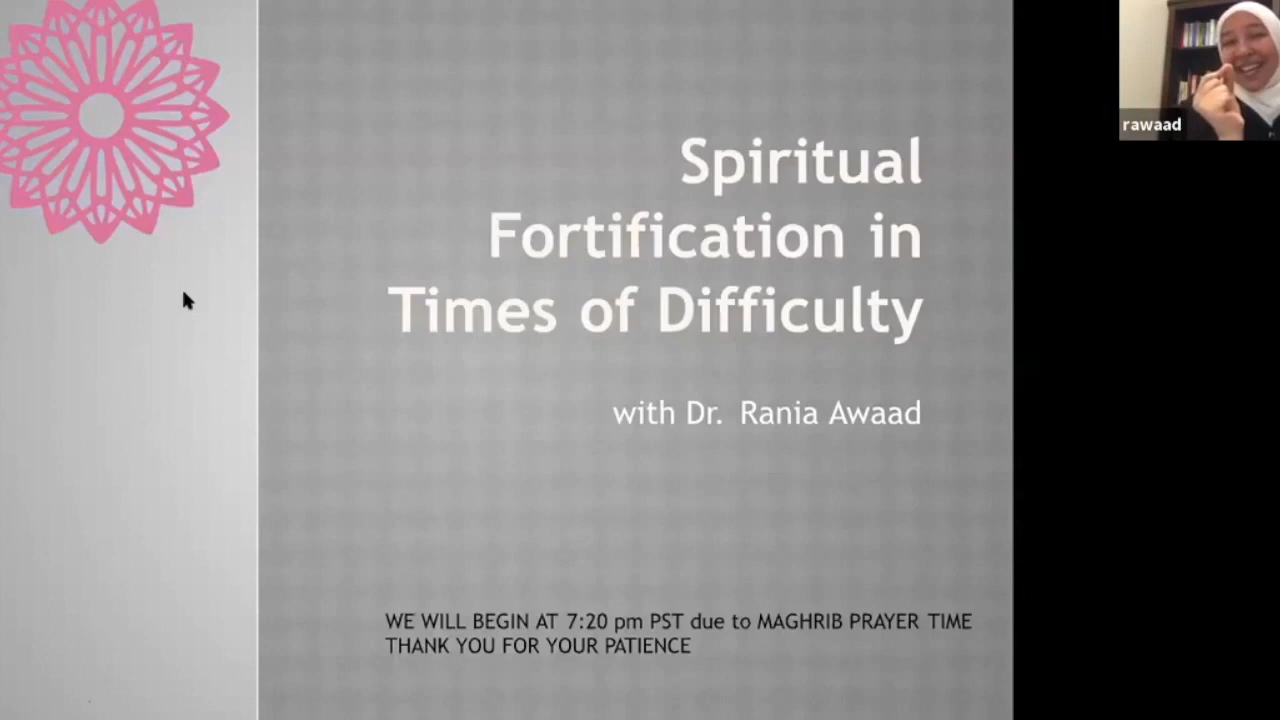 Spiritual
Fortification in
Times of Difficulty
with Dr. Rania Awaad
WE WILL BEGIN AT 7:20 pm PST due to MAGHRIB PRAYER TIME
THANK YOU FOR YOUR PATIENCE
rawaad